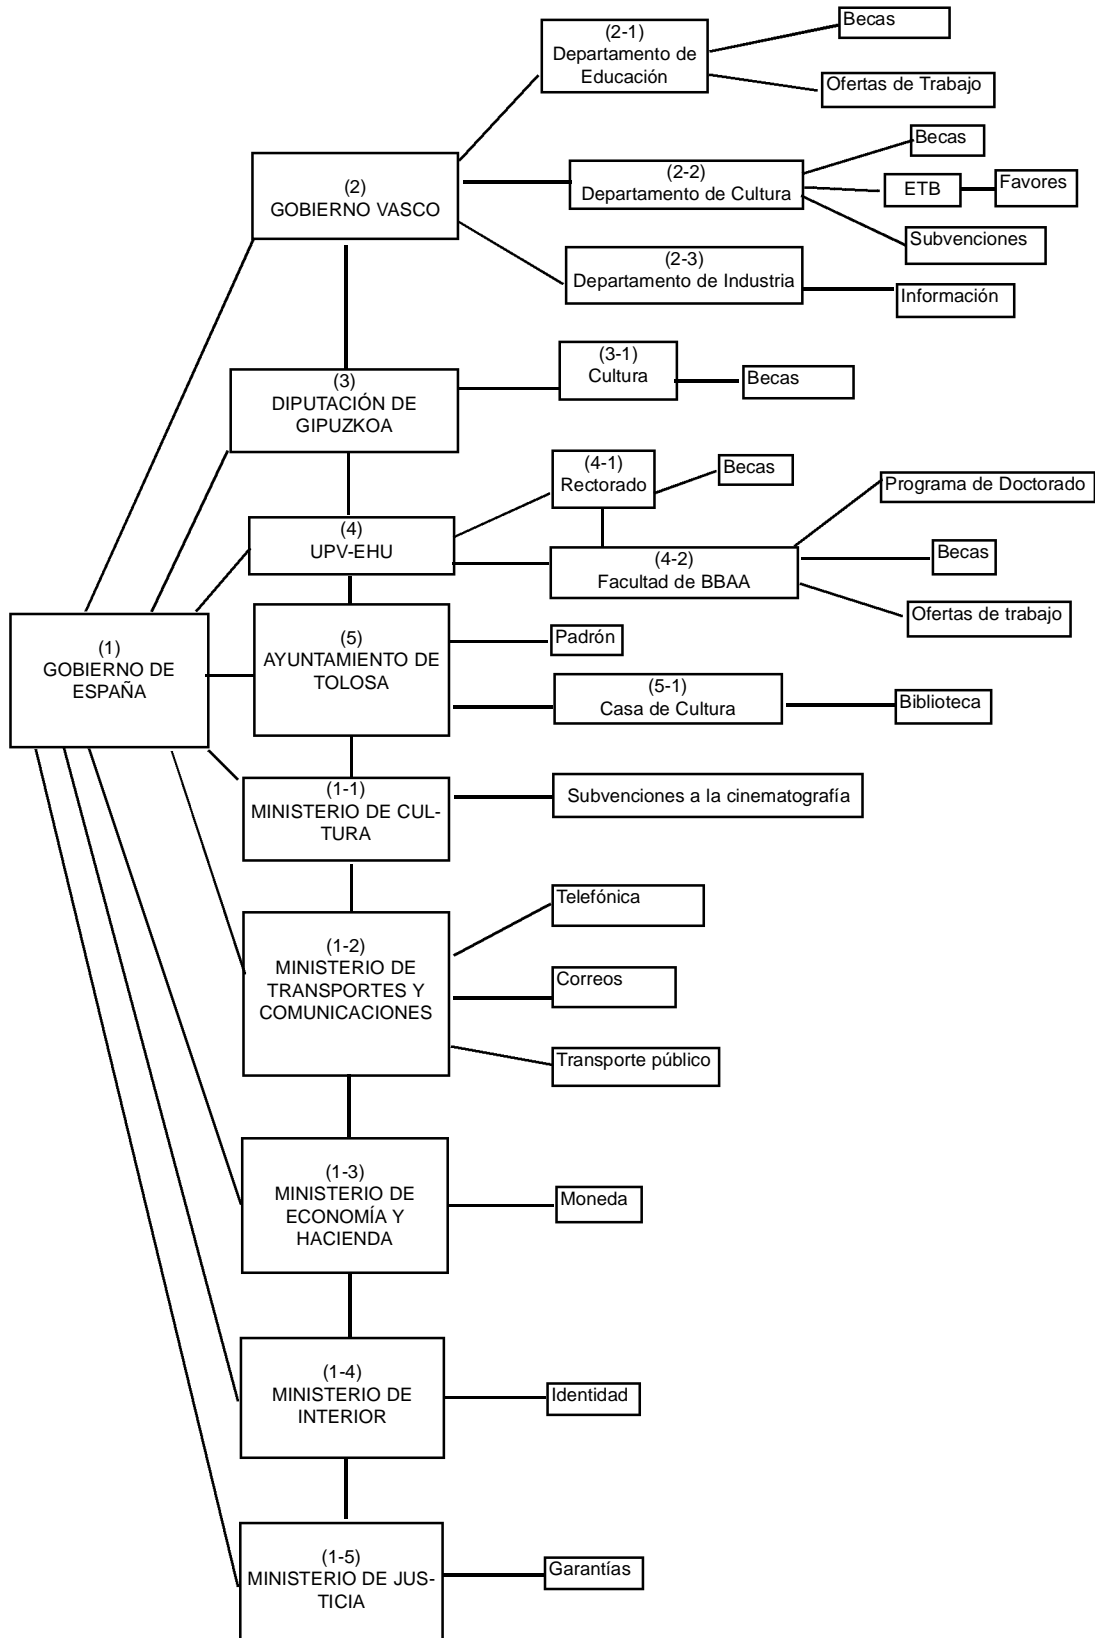 (2-1)
Departamento de
Educación
Becas
Ofertas de Trabajo
(2)
GOBIERNO VASCO
(2-2)
Departamento de Cultura
Becas
ETB
Favores
Subvenciones
(2-3)
Departamento de Industria
Información
(3)
DIPUTACIÓN DE
GIPUZKOA
(3-1)
Cultura
Becas
(4)
UPV-EHU
(4-1)
Rectorado
Becas
(4-2)
Facultad de BBAA
Programa de Doctorado
Becas
Ofertas de trabajo
(1)
GOBIERNO DE
ESPAÑA
(5)
AYUNTAMIENTO DE
TOLOSA
Padrón
(5-1)
Casa de Cultura
Biblioteca
(1-1)
MINISTERIO DE CUL-
TURA
Subvenciones a la cinematografía
(1-2)
MINISTERIO DE
TRANSPORTES Y
COMUNICACIONES
Telefónica
Correos
Transporte público
(1-3)
MINISTERIO DE
ECONOMÍA Y
HACIENDA
Moneda
(1-4)
MINISTERIO DE
INTERIOR
Identidad
(1-5)
MINISTERIO DE JUS-
TICIA
Garantías